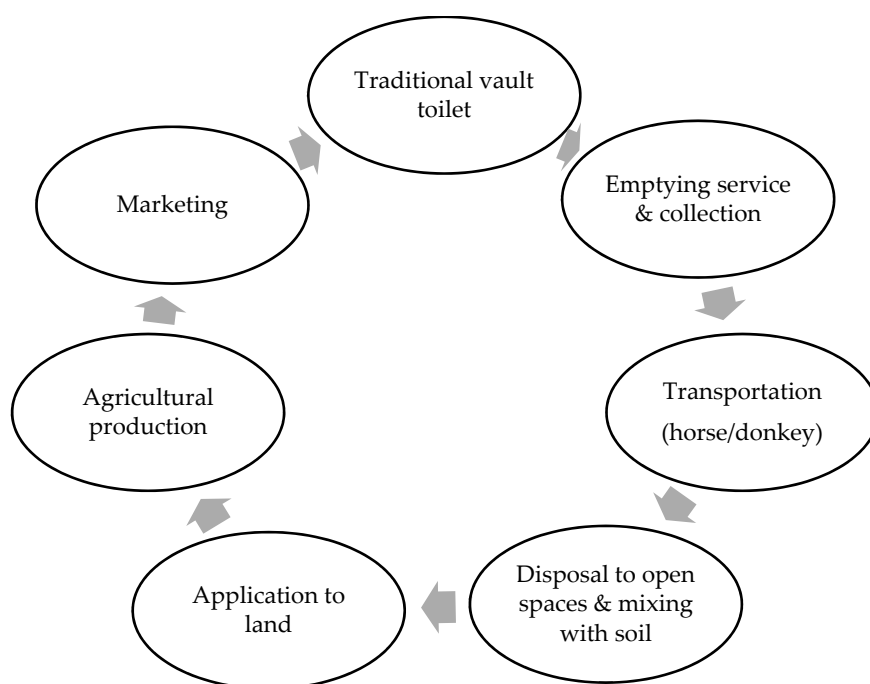 Traditional vault
toilet
Emptying service
& collection
Transportation
(horse/donkey)
Disposal to open
spaces & mixing
with soil
Application to
land
Agricultural
production
Marketing